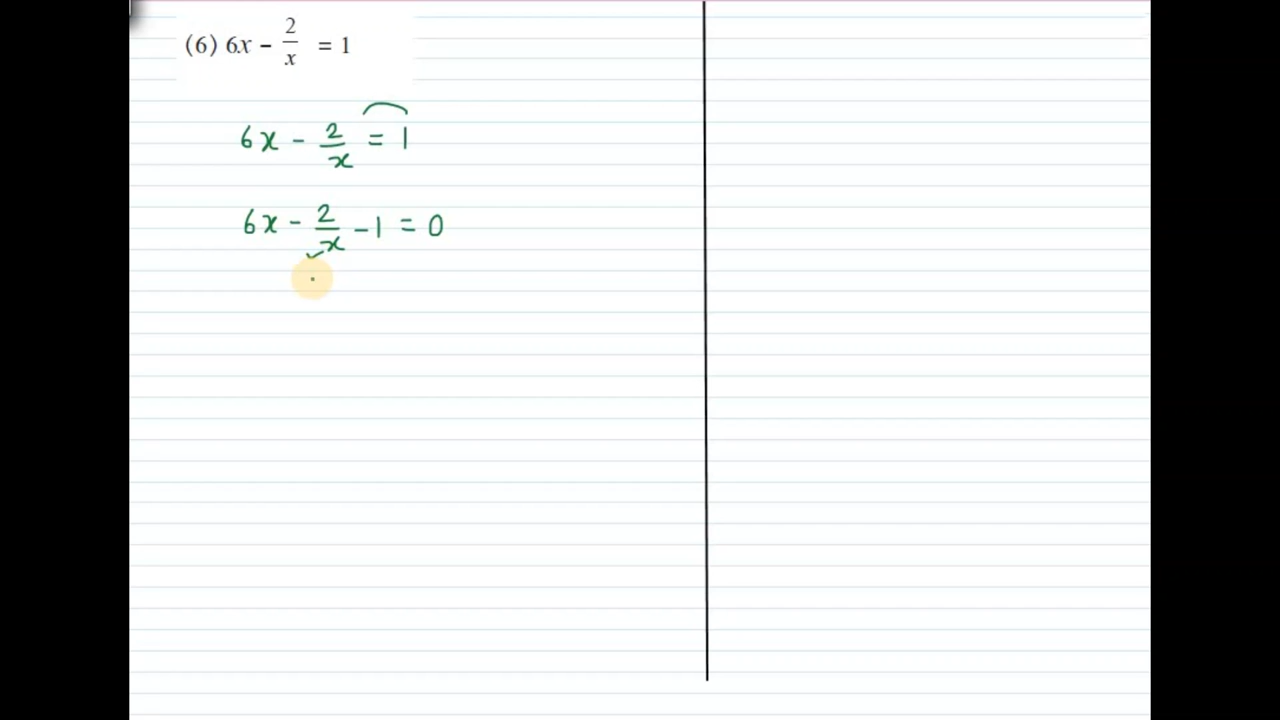 (6) 6x − 2/x = 1
6x − 2/x = 1
6x − 2/x − 1 = 0